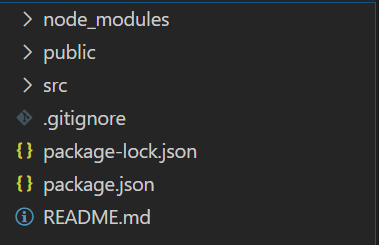 node_modules
public
src
.gitignore
package-lock.json
package.json
README.md